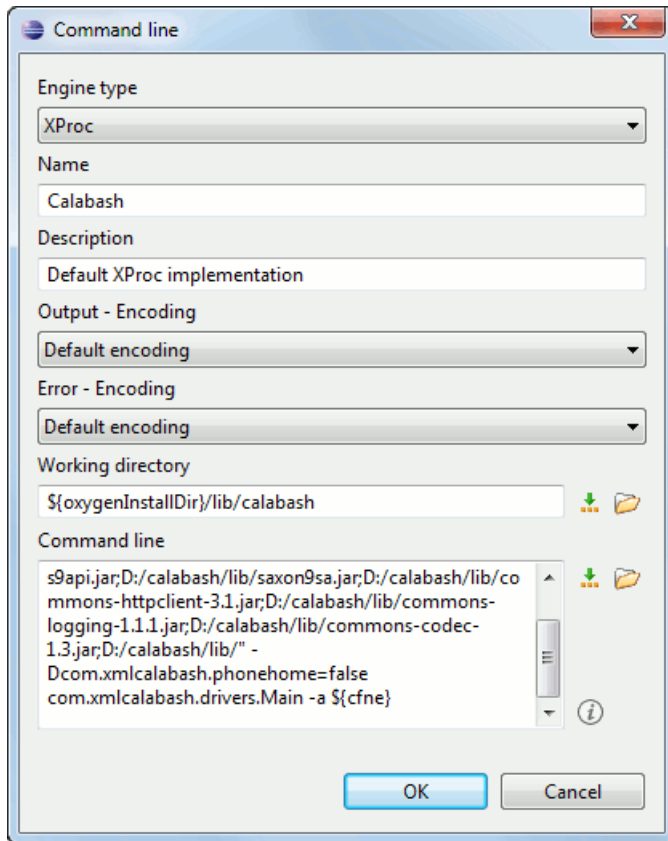 Command line
Engine type
XProc
Name
Calabash
Description
Default XProc implementation
Output - Encoding
Default encoding
Error - Encoding
Default encoding
Working directory
${oxygenInstallDir}/lib/calabash
Command line
s9api.jar;D:/calabash/lib/saxon9sa.jar;D:/calabash/lib/co
mmons-httpclient-3.1.jar;D:/calabash/lib/commons-
logging-1.1.1.jar;D:/calabash/lib/commons-codec-
1.3.jar;D:/calabash/lib/" -
Dcom.xmlcalabash.phonehome=false
com.xmlcalabash.drivers.Main -a ${cfne}
OK Cancel